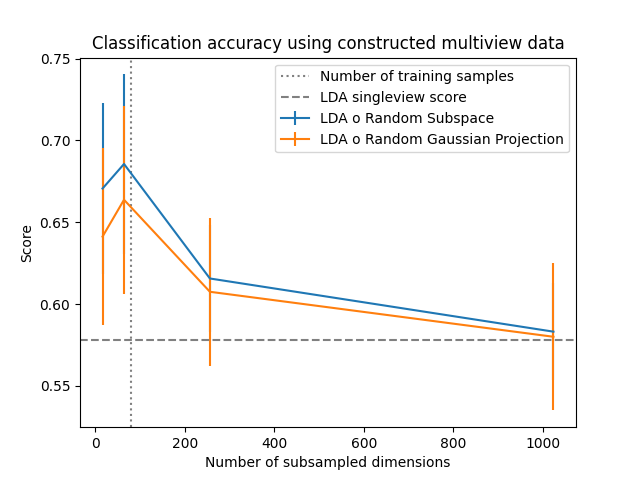 Classification accuracy using constructed multiview data
Number of training samples
LDA singleview score
LDA o Random Subspace
LDA o Random Gaussian Projection
Score
0.75
0.70
0.65
0.60
0.55
0
200
400
600
800
1000
Number of subsampled dimensions